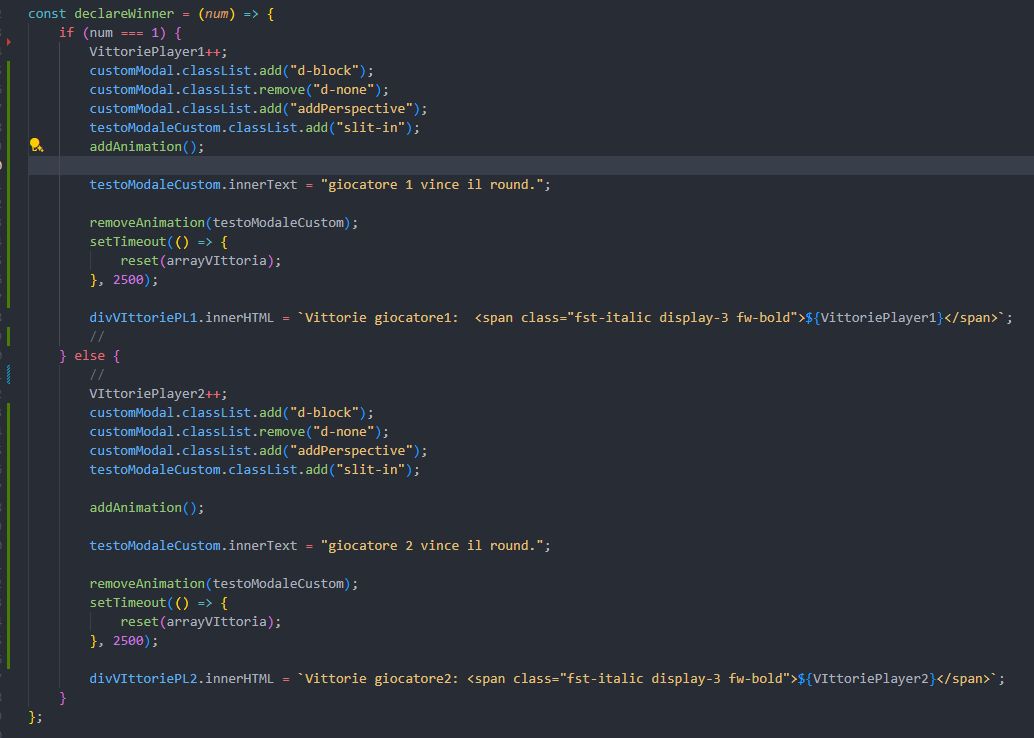 const declareWinner = (num) => {
    if (num === 1) {
        VittoriePlayer1++;
        customModal.classList.add("d-block");
        customModal.classList.remove("d-none");
        customModal.classList.add("addPerspective");
        testoModaleCustom.classList.add("slit-in");
        addAnimation();

        testoModaleCustom.innerText = "giocatore 1 vince il round.";

        removeAnimation(testoModaleCustom);
        setTimeout(() => {
            reset(arrayVIttoria);
        }, 2500);

        divVIttoriePL1.innerHTML = `Vittorie giocatore1:  <span class="fst-italic display-3 fw-bold">${VittoriePlayer1}</span>`;
        //
    } else {
        //
        VIttoriePlayer2++;
        customModal.classList.add("d-block");
        customModal.classList.remove("d-none");
        customModal.classList.add("addPerspective");
        testoModaleCustom.classList.add("slit-in");

        addAnimation();

        testoModaleCustom.innerText = "giocatore 2 vince il round.";

        removeAnimation(testoModaleCustom);
        setTimeout(() => {
            reset(arrayVIttoria);
        }, 2500);

        divVIttoriePL2.innerHTML = `Vittorie giocatore2: <span class="fst-italic display-3 fw-bold">${VIttoriePlayer2}</span>`;
    }
};